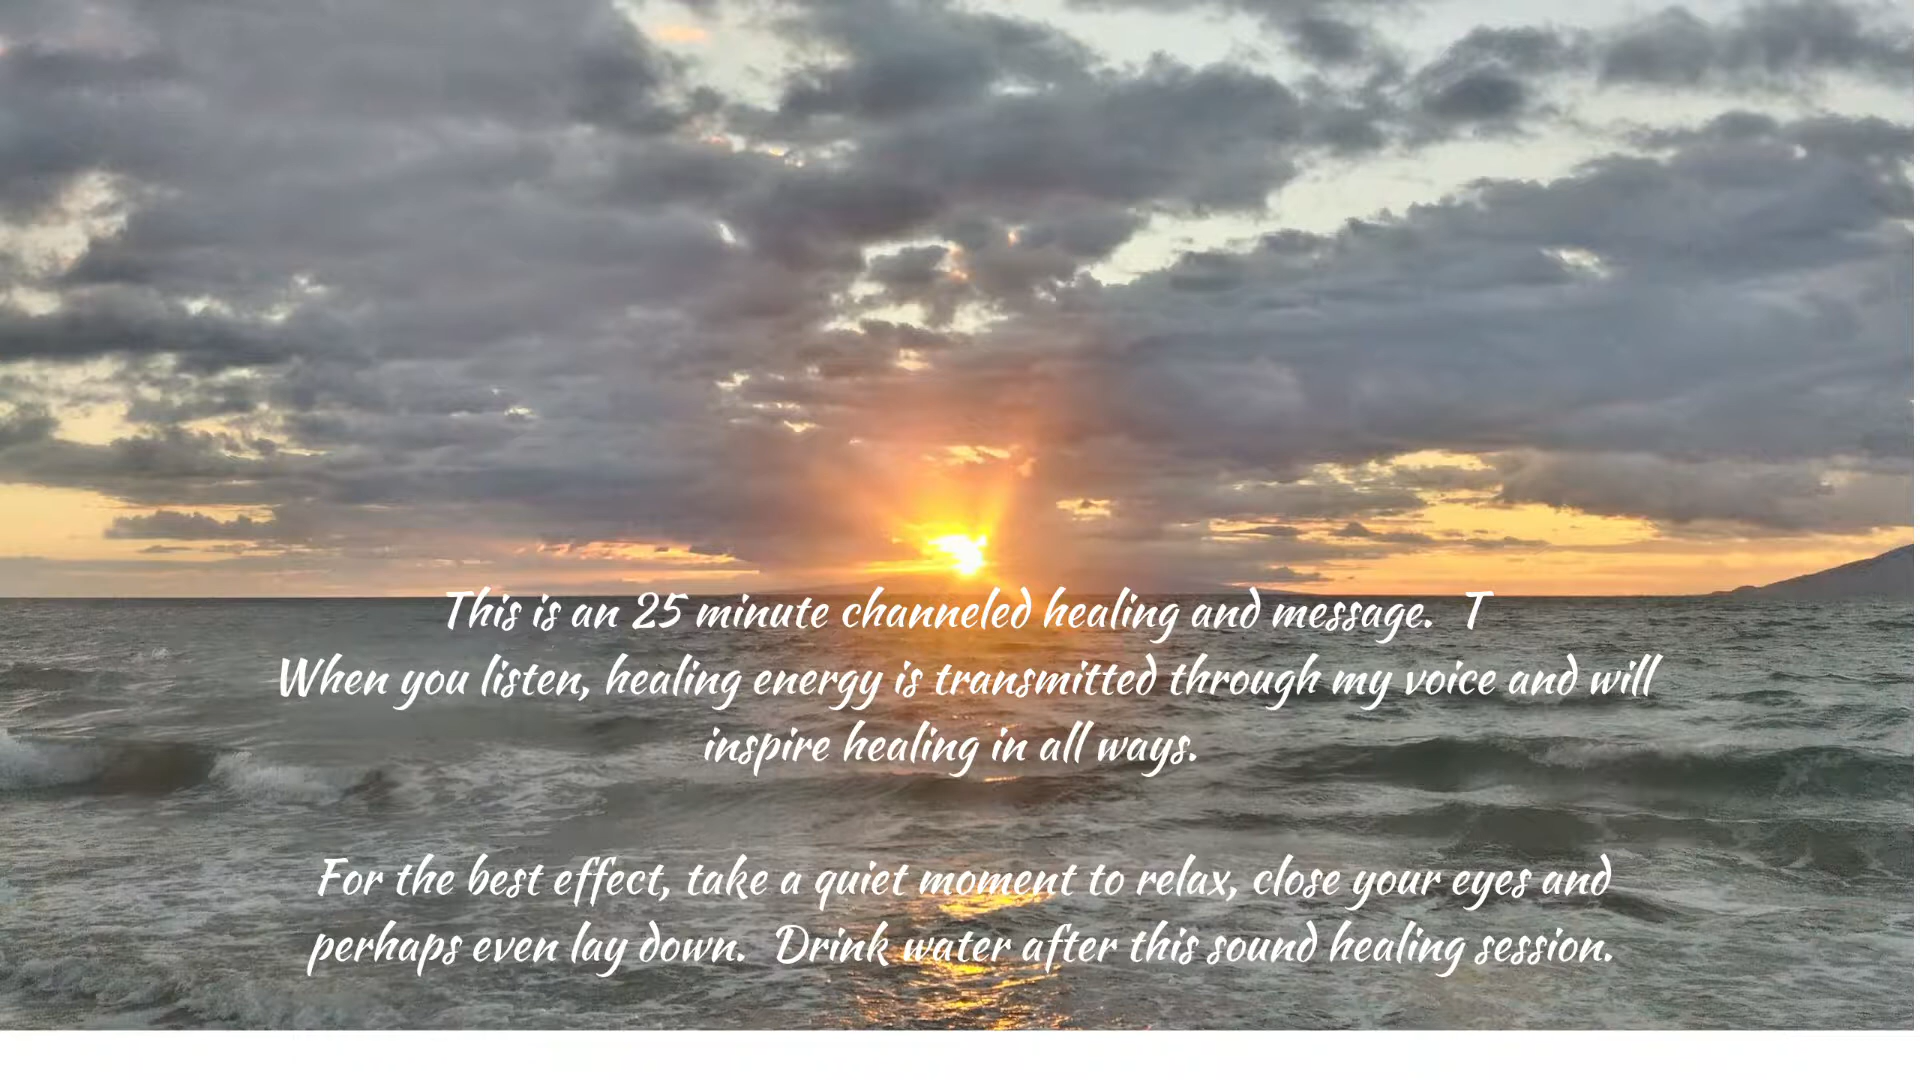 This is an 25 minute channeled healing and message. T
When you listen, healing energy is transmitted through my voice and will
inspire healing in all ways.
For the best effect, take a quiet moment to relax, close your eyes and
perhaps even lay down. Drink water after this sound healing session.